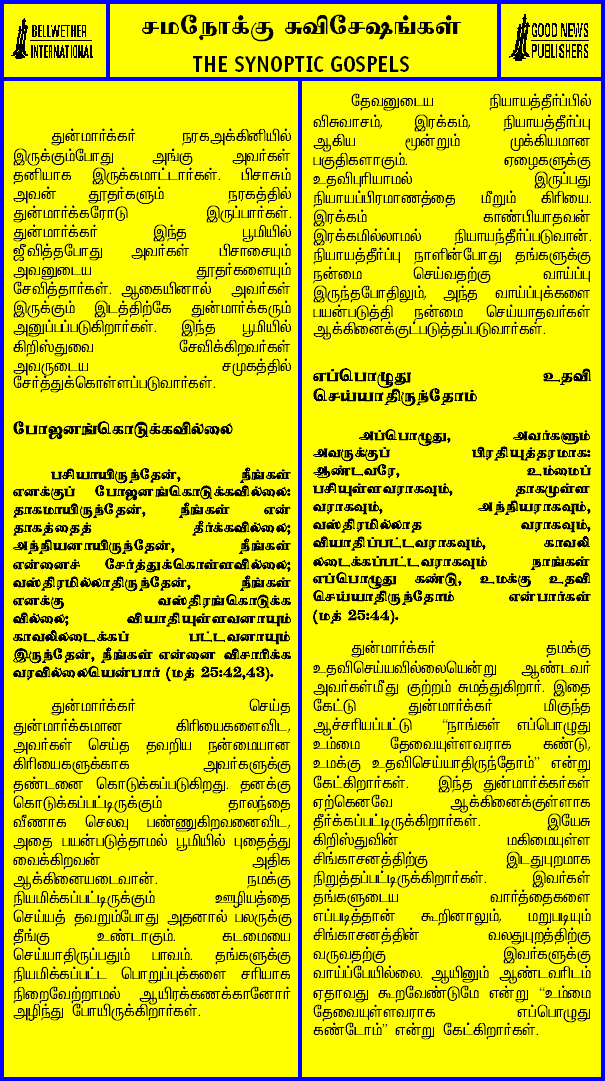 BELLWETHER
INTERNATIONAL
சமநோக்கு சுவிசேஷங்கள்
THE SYNOPTIC GOSPELS
GOOD NEWS
PUBLISHERS
துன்மார்க்கர் நரகஅக்கினியில்
இருக்கும்போது அங்கு அவர்கள்
தனியாக இருக்கமாட்டார்கள். பிசாசும்
அவன் தூதர்களும் நரகத்தில்
துன்மார்க்கரோடு இருப்பார்கள்.
துன்மார்க்கர் இந்த பூமியில்
ஜீவித்தபோது அவர்கள் பிசாசையும்
அவனுடைய தூதர்களையும்
சேவித்தார்கள். ஆகையினால் அவர்கள்
இருக்கும் இடத்திற்கே துன்மார்க்கரும்
அனுப்பப்படுகிறார்கள். இந்த பூமியில்
கிறிஸ்துவை சேவிக்கிறவர்கள்
அவருடைய சமுகத்தில்
சேர்த்துக்கொள்ளப்படுவார்கள்.
போஜனங்கொடுக்கவில்லை
பசியாயிருந்தேன், நீங்கள்
எனக்குப் போஜனங்கொடுக்கவில்லை:
தாகமாயிருந்தேன், நீங்கள் என்
தாகத்தைத் தீர்க்கவில்லை;
அந்நியனாயிருந்தேன், நீங்கள்
என்னைச் சேர்த்துக்கொள்ளவில்லை;
வஸ்திரமில்லாதிருந்தேன், நீங்கள்
எனக்கு வஸ்திரங்கொடுக்க
வில்லை; வியாதியுள்ளவனாயும்
காவலிலடைக்கப் பட்டவனாயும்
இருந்தேன், நீங்கள் என்னை விசாரிக்க
வரவில்லையென்பார் (மத் 25:42,43).
துன்மார்க்கர் செய்த
துன்மார்க்கமான கிரியைகளைவிட,
அவர்கள் செய்த தவறிய நன்மையான
கிரியைகளுக்காக அவர்களுக்கு
தண்டனை கொடுக்கப்படுகிறது. தனக்கு
கொடுக்கப்பட்டிருக்கும் தாலந்தை
வீணாக செலவு பண்ணுகிறவனைவிட,
அதை பயன்படுத்தாமல் பூமியில் புதைத்து
வைக்கிறவன் அதிக
ஆக்கினையடைவான். நமக்கு
நியமிக்கப்பட்டிருக்கும் ஊழியத்தை
செய்யத் தவறும்போது அதனால் பலருக்கு
தீங்கு உண்டாகும். கடமையை
செய்யாதிருப்பதும் பாவம். தங்களுக்கு
நியமிக்கப்பட்ட பொறுப்புக்களை சரியாக
நிறைவேற்றாமல் ஆயிரக்கணக்கானோர்
அழிந்து போயிருக்கிறார்கள்.
தேவனுடைய நியாயத்தீர்ப்பில்
விசுவாசம், இரக்கம், நியாயத்தீர்ப்பு
ஆகிய மூன்றும் முக்கியமான
பகுதிகளாகும். ஏழைகளுக்கு
உதவிபுரியாமல் இருப்பது
நியாயப்பிரமாணத்தை மீறும் கிரியை.
இரக்கம் காண்பியாதவன்
இரக்கமில்லாமல் நியாயந்தீர்ப்படுவான்.
நியாயத்தீர்ப்பு நாளின்போது தங்களுக்கு
நன்மை செய்வதற்கு வாய்ப்பு
இருந்தபோதிலும், அந்த வாய்ப்புக்களை
பயன்படுத்தி நன்மை செய்யாதவர்கள்
ஆக்கினைக்குட்படுத்தப்படுவார்கள்.
எப்பொழுது உதவி
செய்யாதிருந்தோம்
அப்பொழுது, அவர்களும்
அவருக்குப் பிரதியுத்தரமாக:
ஆண்டவரே, உம்மைப்
பசியுள்ளவராகவும், தாகமுள்ள
வராகவும், அந்நியராகவும்,
வஸ்திரமில்லாத வராகவும்,
வியாதிப்பட்டவராகவும், காவலி
லடைக்கப்பட்டவராகவும் நாங்கள்
எப்பொழுது கண்டு, உமக்கு உதவி
செய்யாதிருந்தோம் என்பார்கள்
(மத் 25:44).
துன்மார்க்கர் தமக்கு
உதவிசெய்யவில்லையென்று ஆண்டவர்
அவர்கள்மீது குற்றம் சுமத்துகிறார். இதை
கேட்டு துன்மார்க்கர் மிகுந்த
ஆச்சரியப்பட்டு “நாங்கள் எப்பொழுது
உம்மை தேவையுள்ளவராக கண்டு,
உமக்கு உதவிசெய்யாதிருந்தோம்” என்று
கேட்கிறார்கள். இந்த துன்மார்க்கர்கள்
ஏற்கெனவே ஆக்கினைக்குள்ளாக
தீர்க்கப்பட்டிருக்கிறார்கள். இயேசு
கிறிஸ்துவின் மகிமையுள்ள
சிங்காசனத்திற்கு இடதுபுறமாக
நிறுத்தப்பட்டிருக்கிறார்கள். இவர்கள்
தங்களுடைய வார்த்தைகளை
எப்படித்தான் கூறினாலும், மறுபடியும்
சிங்காசனத்தின் வலதுபுறத்திற்கு
வருவதற்கு இவர்களுக்கு
வாய்ப்பேயில்லை. ஆயினும் ஆண்டவரிடம்
ஏதாவது கூறவேண்டுமே என்று “உம்மை
தேவையுள்ளவராக எப்பொழுது
கண்டோம்” என்று கேட்கிறார்கள்.